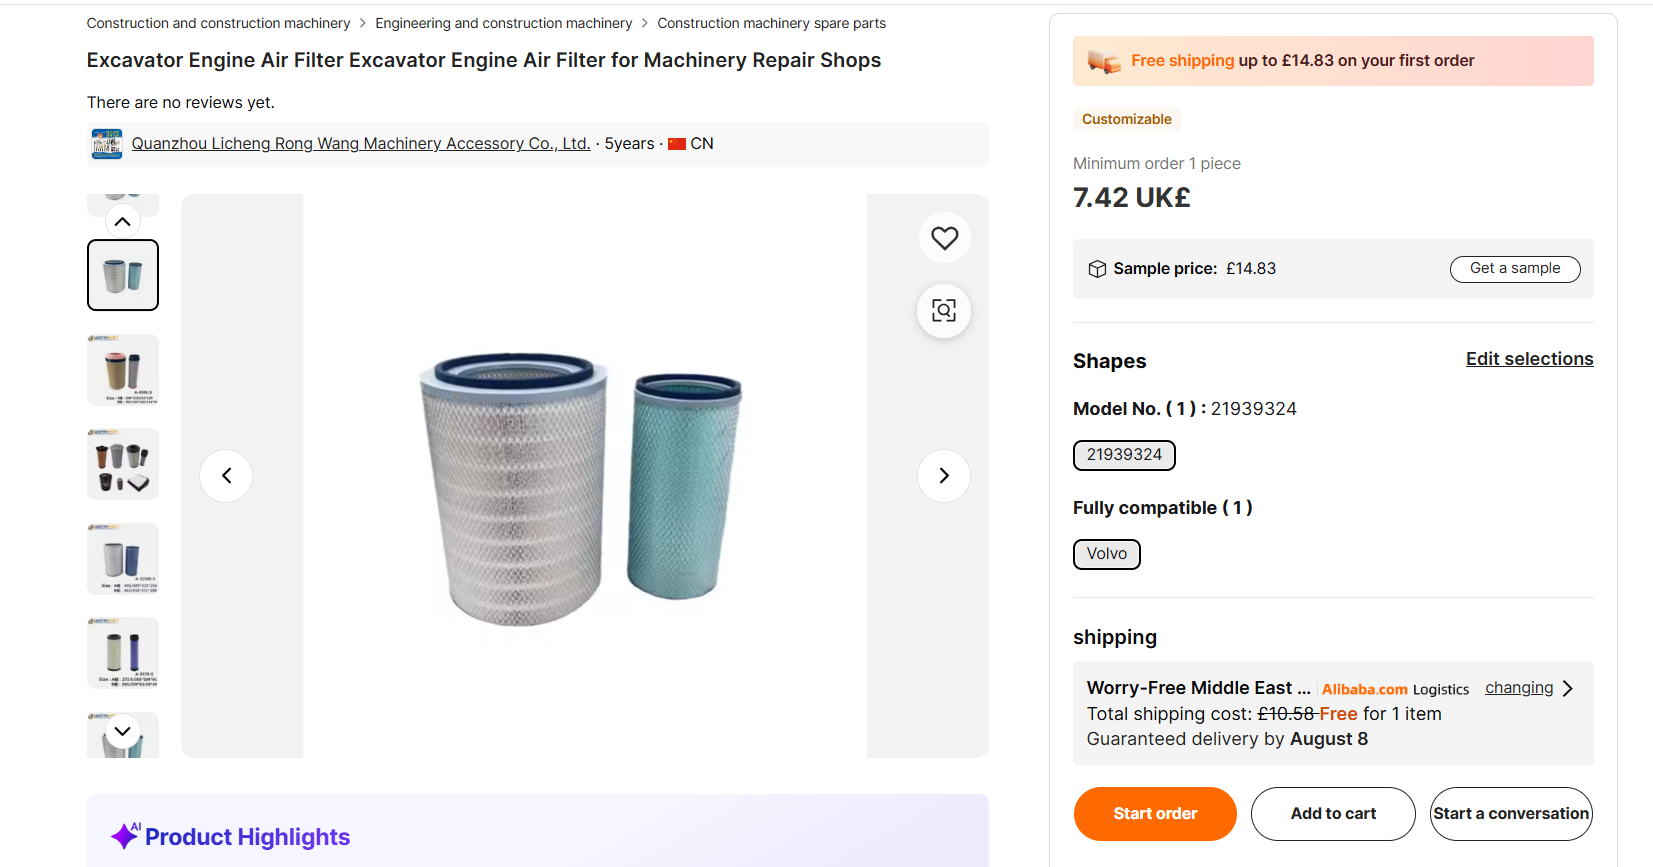 Construction and construction machinery > Engineering and construction machinery > Construction machinery spare parts
Excavator Engine Air Filter Excavator Engine Air Filter for Machinery Repair Shops
There are no reviews yet.
Quanzhou Licheng Rong Wang Machinery Accessory Co., Ltd. · 5years · CN
AI Product Highlights
Free shipping up to £14.83 on your first order
Customizable
Minimum order 1 piece
7.42 UK£
Sample price: £14.83
Get a sample
Shapes
Edit selections
Model No. ( 1 ) : 21939324
21939324
Fully compatible ( 1 )
Volvo
shipping
Worry-Free Middle East ... Alibaba.com Logistics changing
Total shipping cost: £10.58 Free for 1 item
Guaranteed delivery by August 8
Start order
Add to cart
Start a conversation